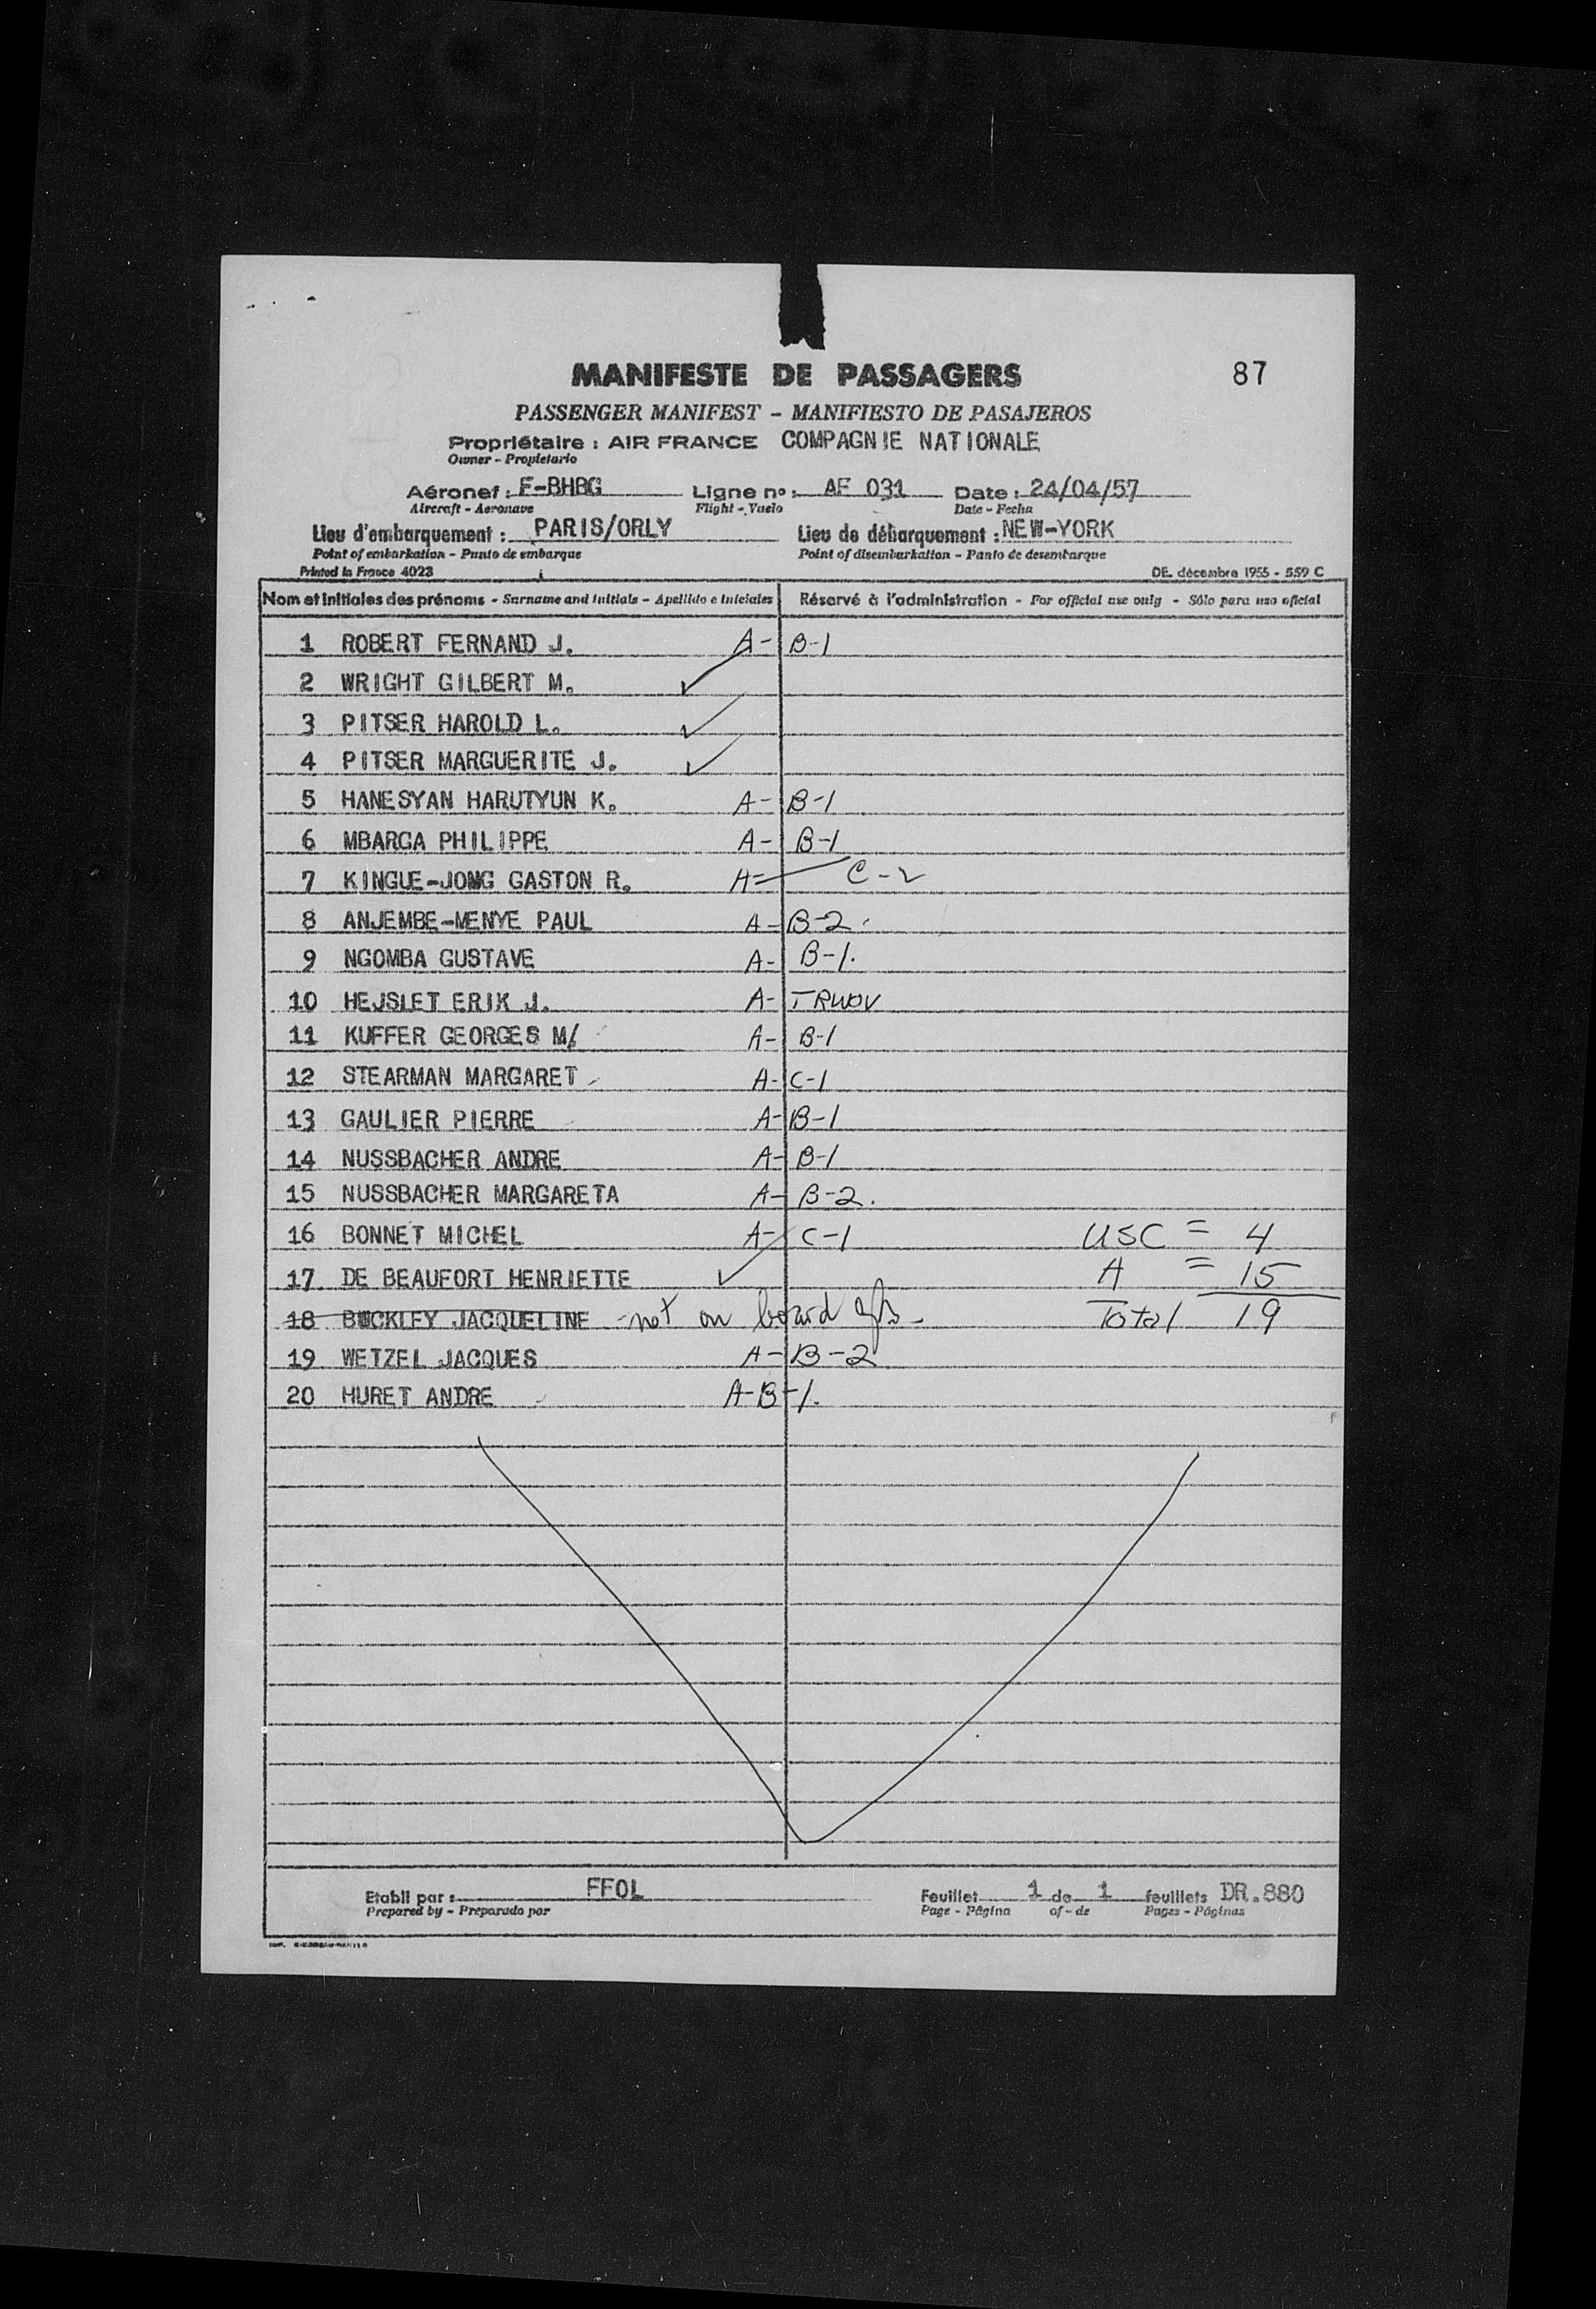 MANIFESTE DE PASSAGERS
87
PASSENGER MANIFEST - MANIFIESTO DE PASAJEROS
Propriétaire : AIR FRANCE COMPAGNIE NATIONALE
Owner - Propietario
Aéronef : F-BHBG Ligne nº : AF 031 Date : 24/04/57
Aircraft - Aeronave Flight - Vuelo Date - Fecha
Lieu d'embarquement : PARIS/ORLY Lieu de débarquement : NEW-YORK
Point of embarkation - Punto de embarque Point of disembarkation - Panto de desembarque
Printed in France 4023 DE. décembre 1955 - 559 C
Nom et initiales des prénoms - Surname and initials - Apellido e iniciales Réservé à l'administration - For official use only - Sólo para uso oficial
1 ROBERT FERNAND J. A- B-1
2 WRIGHT GILBERT M. ✓
3 PITSER HAROLD L. ✓
4 PITSER MARGUERITE J. ✓
5 HANESYAN HARUTYUN K. A- B-1
6 MBARGA PHILIPPE A- B-1
7 KINGUE-JONG GASTON R. A- C-2
8 ANJEMBE-MENYE PAUL A- B-2
9 NGOMBA GUSTAVE A- B-1.
10 HEJSLET ERIK J. A- TRWOV
11 KUFFER GEORGES M. A- B-1
12 STEARMAN MARGARET A- C-1
13 GAULIER PIERRE A- B-1
14 NUSSBACHER ANDRE A- B-1
15 NUSSBACHER MARGARETA A- B-2.
16 BONNET MICHEL A- C-1 USC = 4
17. DE BEAUFORT HENRIETTE ✓ A = 15
18 BUCKLEY JACQUELINE - not on board Total 19
19 WETZEL JACQUES A- B-2
20 HURET ANDRE A-B-1.
Etabli par : FFOL Feuillet 1 de 1 feuillets DR.880
Prepared by - Preparado por Page - Página of - de Pages - Páginas